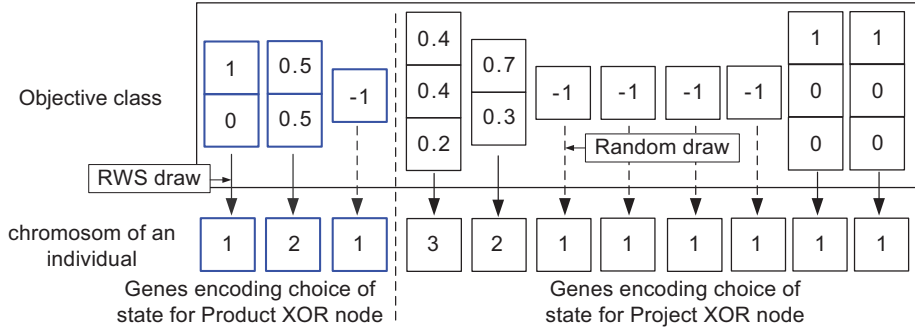 0.4 1 1
1 0.5 0.7
Objective class -1 0.4 -1 -1 -1 -1 0 0
0 0.5 0.3
0.2 Random draw 0 0
RWS draw
chromosom of an
individual
1 2 1 3 2 1 1 1 1 1 1
Genes encoding choice of
state for Product XOR node
Genes encoding choice of
state for Project XOR node